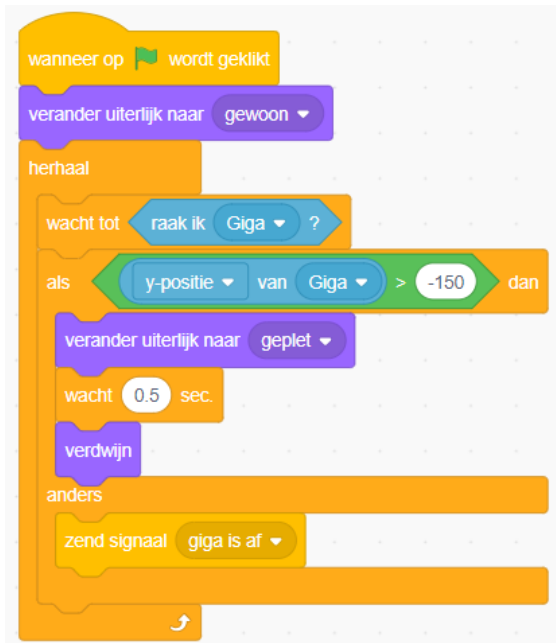 wanneer op wordt geklikt
verander uiterlijk naar gewoon
herhaal
wacht tot raak ik Giga ?
als y-positie van Giga > -150 dan
verander uiterlijk naar geplet
wacht 0.5 sec.
verdwijn
anders
zend signaal giga is af